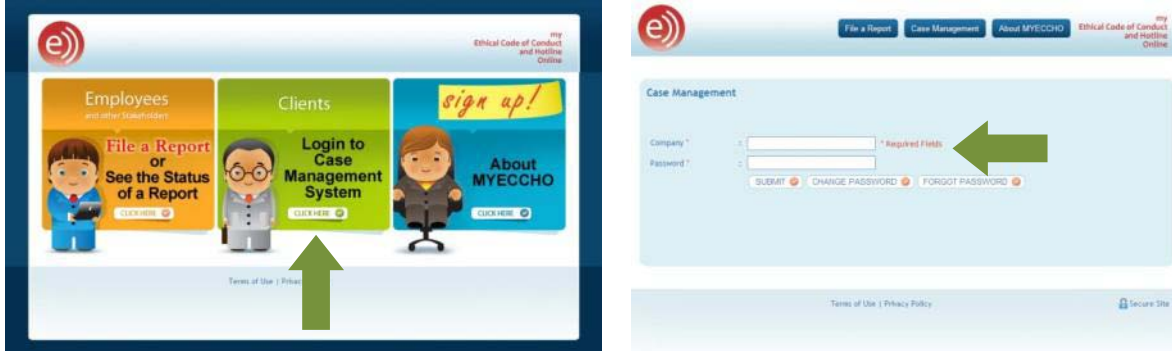 e))
my
Ethical Code of Conduct
and Hotline
Online
Employees
and other Stakeholders
File a Report
or
See the Status
of a Report
CLICK HERE
Clients
Login to
Case
Management
System
CLICK HERE
sign up!
About
MYECCHO
CLICK HERE
Terms of Use | Privac
e))
File a Report
Case Management
About MYECCHO
my
Ethical Code of Conduct
and Hotline
Online
Case Management
Company * : * Required Fields
Password * :
SUBMIT CHANGE PASSWORD FORGOT PASSWORD
Terms of Use | Privacy Policy
Secure Site